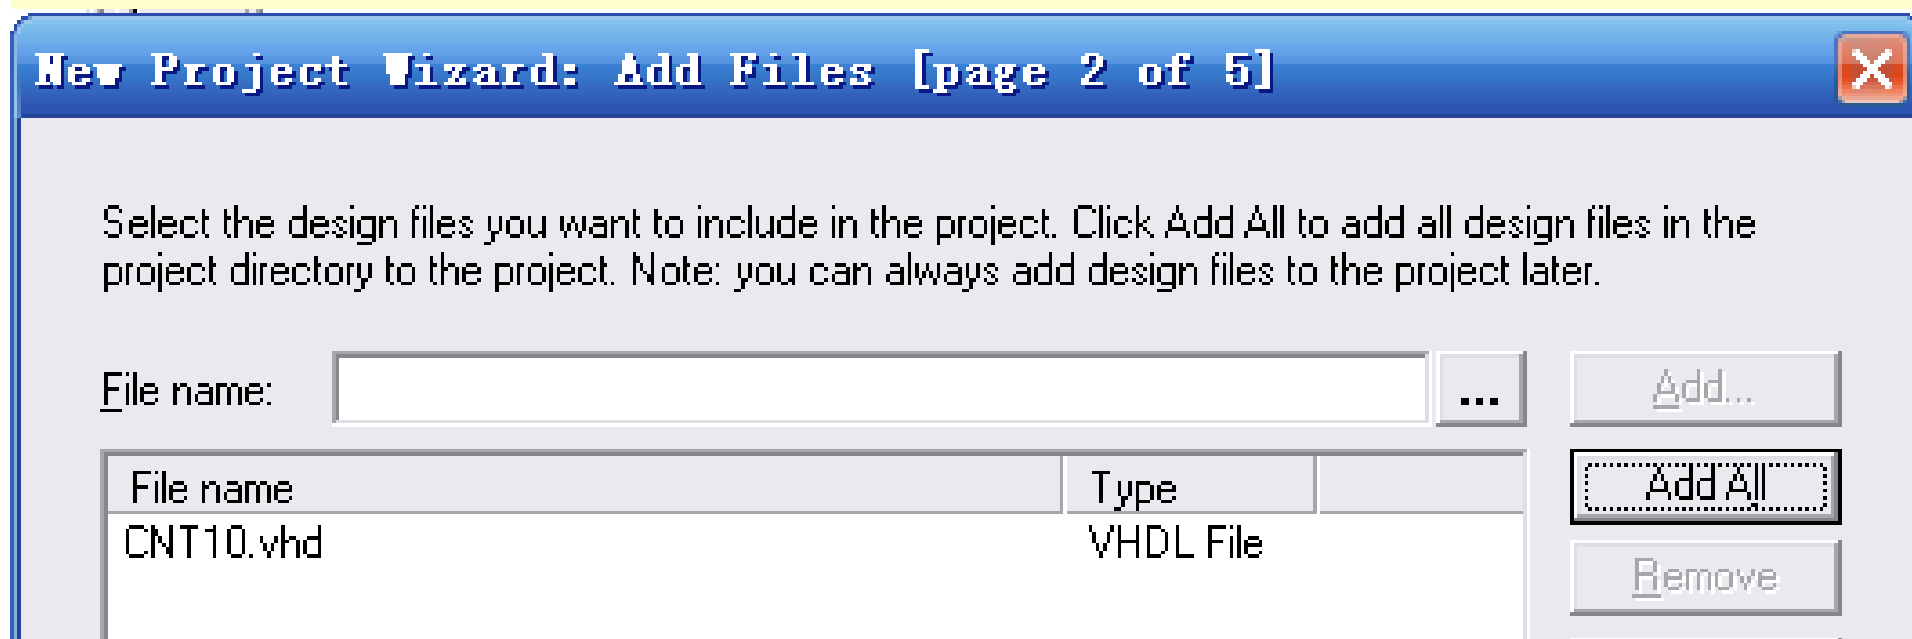 New Project Wizard: Add Files [page 2 of 5]
Select the design files you want to include in the project. Click Add All to add all design files in the
project directory to the project. Note: you can always add design files to the project later.
File name: ... Add...
File name Type Add All
CNT10.vhd VHDL File
Remove